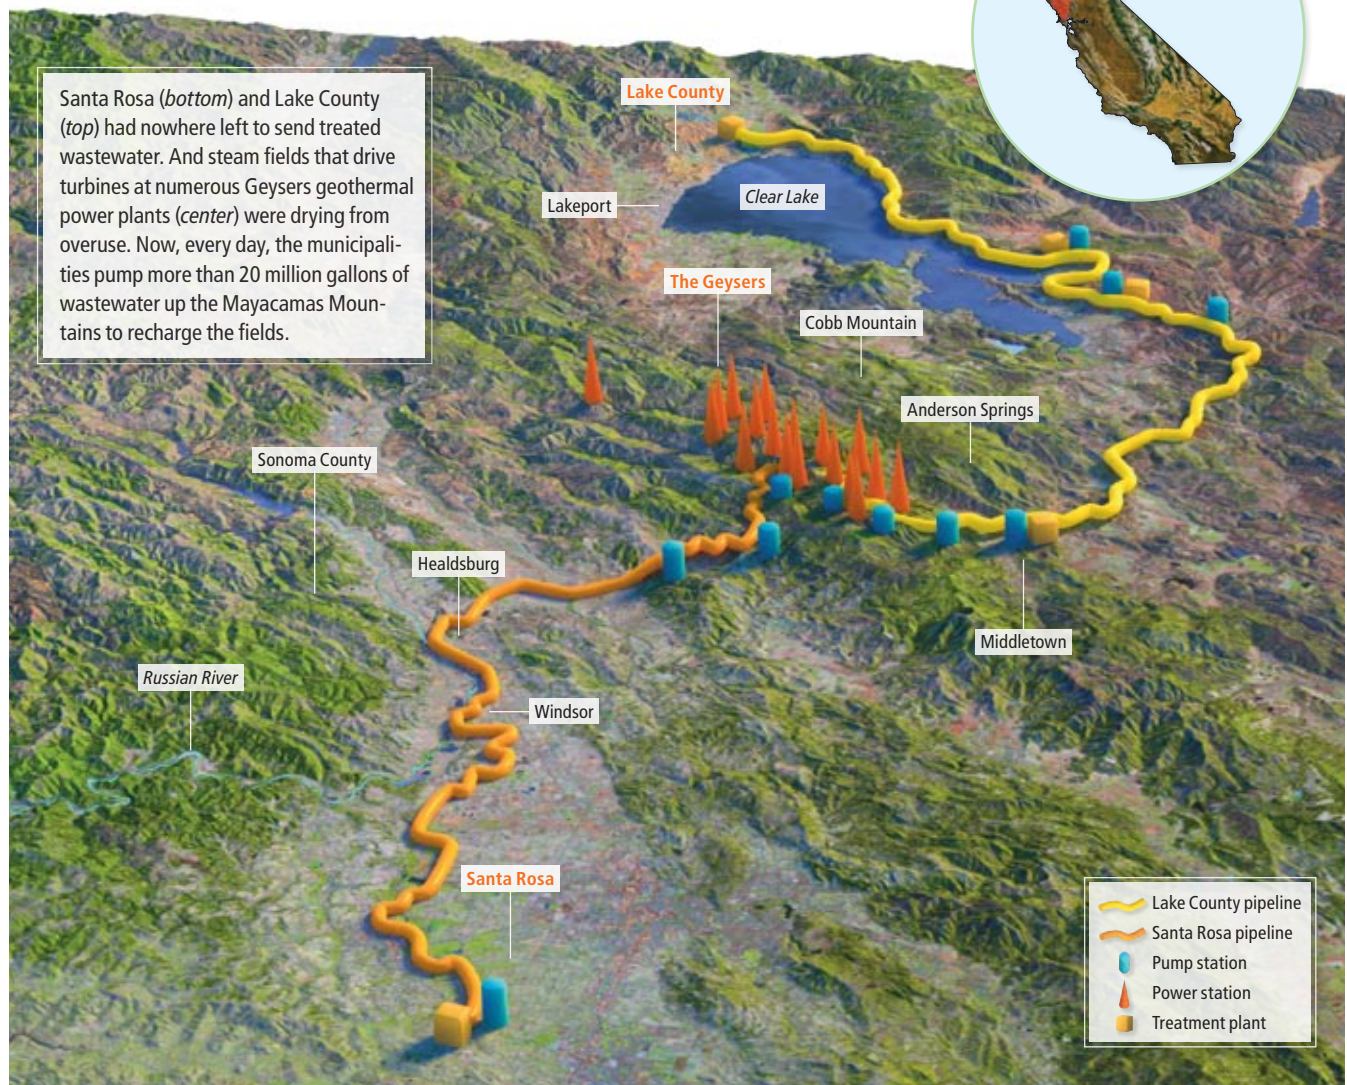 Santa Rosa (bottom) and Lake County
(top) had nowhere left to send treated
wastewater. And steam fields that drive
turbines at numerous Geysers geothermal
power plants (center) were drying from
overuse. Now, every day, the municipali-
ties pump more than 20 million gallons of
wastewater up the Mayacamas Moun-
tains to recharge the fields.
Lake County
Lakeport
Clear Lake
The Geysers
Cobb Mountain
Anderson Springs
Sonoma County
Healdsburg
Middletown
Russian River
Windsor
Santa Rosa
Lake County pipeline
Santa Rosa pipeline
Pump station
Power station
Treatment plant